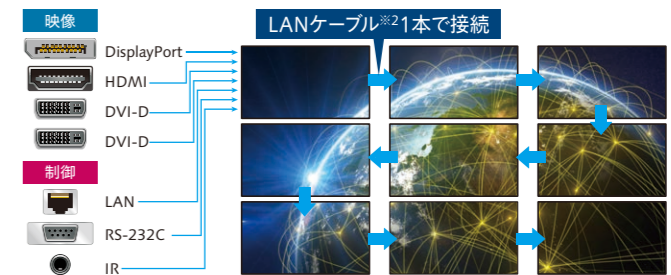 映像
DisplayPort
HDMI
DVI-D
DVI-D
制御
LAN
RS-232C
IR
LANケーブル※21本で接続